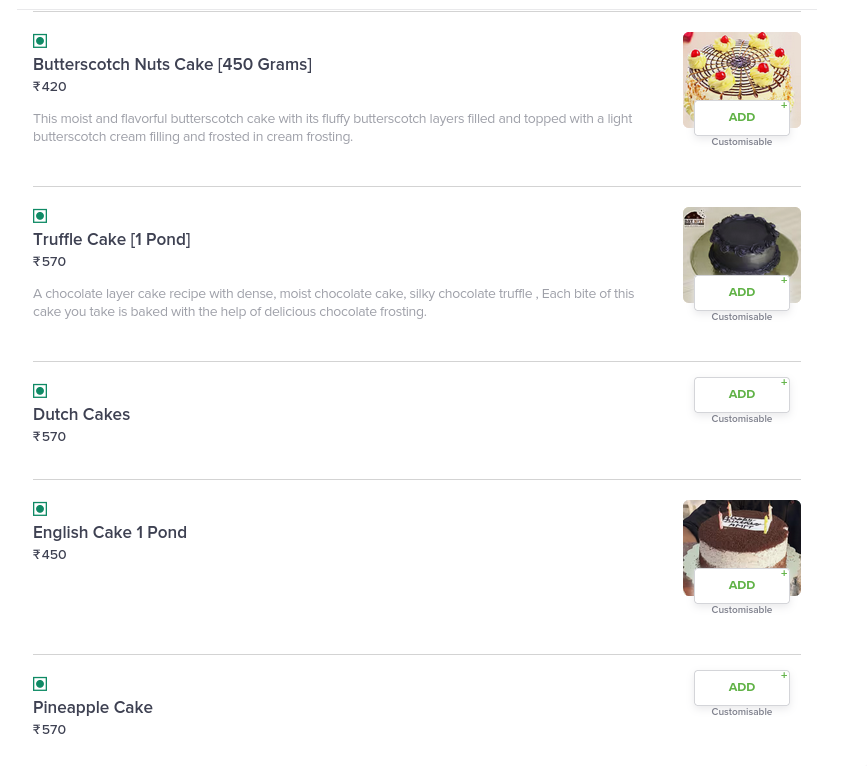 Butterscotch Nuts Cake [450 Grams]
₹420
This moist and flavorful butterscotch cake with its fluffy butterscotch layers filled and topped with a light
butterscotch cream filling and frosted in cream frosting.
ADD +
Customisable
Truffle Cake [1 Pond]
₹570
A chocolate layer cake recipe with dense, moist chocolate cake, silky chocolate truffle , Each bite of this
cake you take is baked with the help of delicious chocolate frosting.
ADD +
Customisable
Dutch Cakes
₹570
ADD +
Customisable
English Cake 1 Pond
₹450
ADD +
Customisable
Pineapple Cake
₹570
ADD +
Customisable